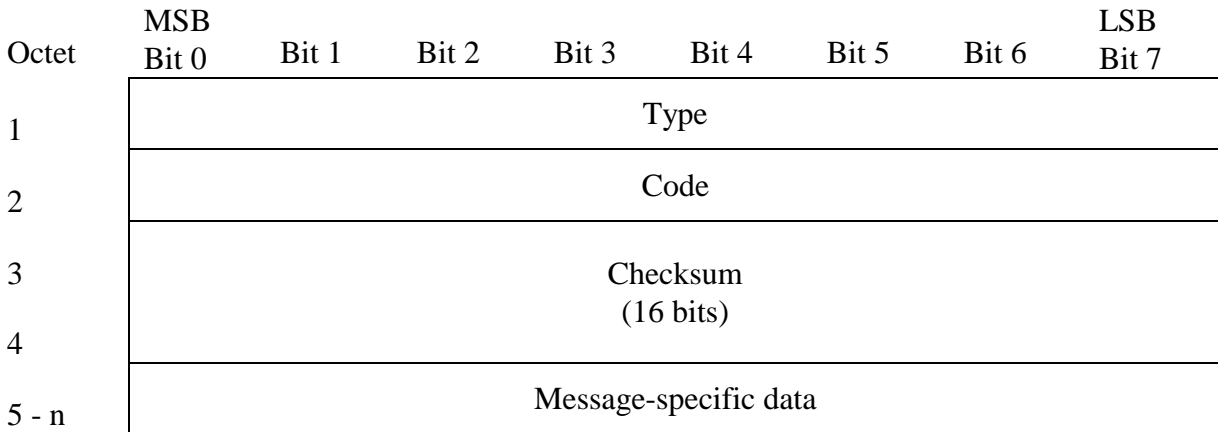 MSB LSB
Octet Bit 0 Bit 1 Bit 2 Bit 3 Bit 4 Bit 5 Bit 6 Bit 7
1 Type
2 Code
3 Checksum
(16 bits)
4
5 - n Message-specific data